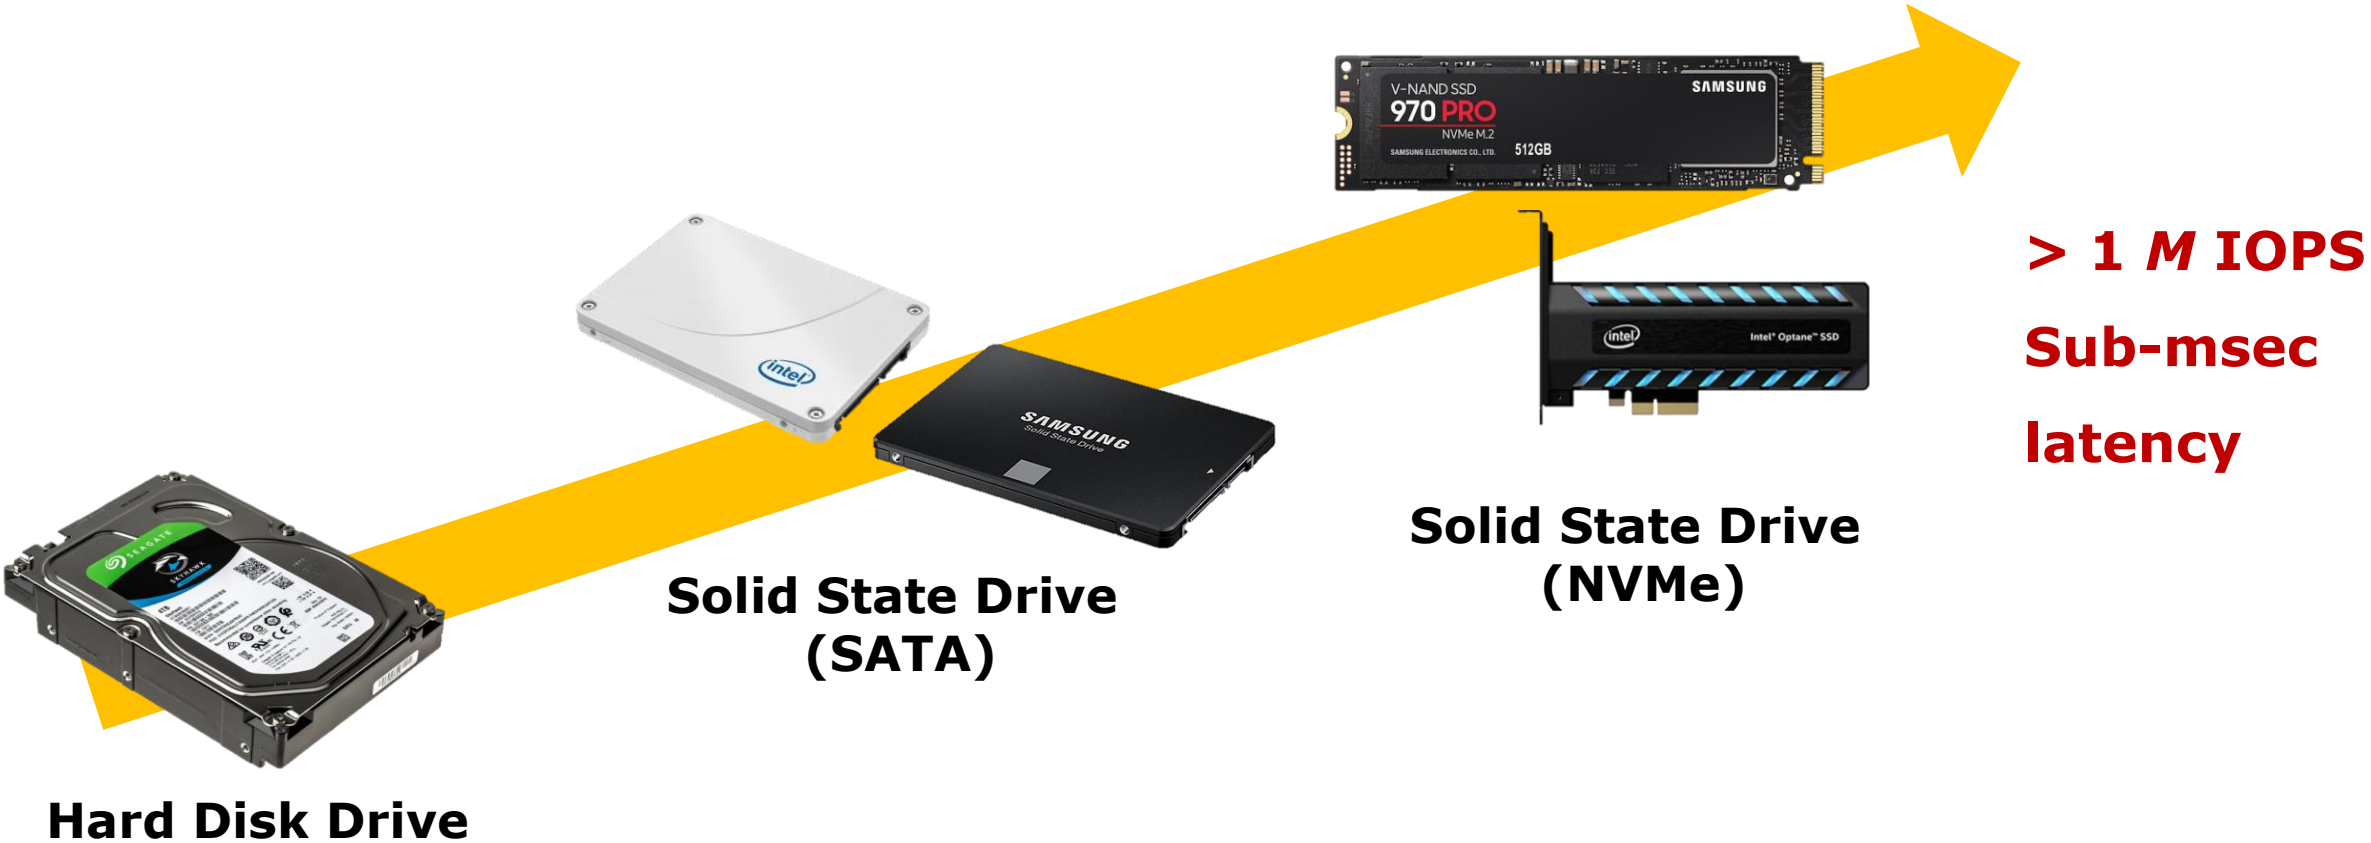 V-NAND SSD
SAMSUNG
970 PRO
NVMe M.2
SAMSUNG ELECTRONICS CO., LTD.
512GB
> 1 M IOPS
intel
intel
Intel® Optane™ SSD
Sub-msec
SAMSUNG
Solid State Drive
latency
SEAGATE
SKYHAWK
4TB
Solid State Drive
(NVMe)
Solid State Drive
(SATA)
Hard Disk Drive